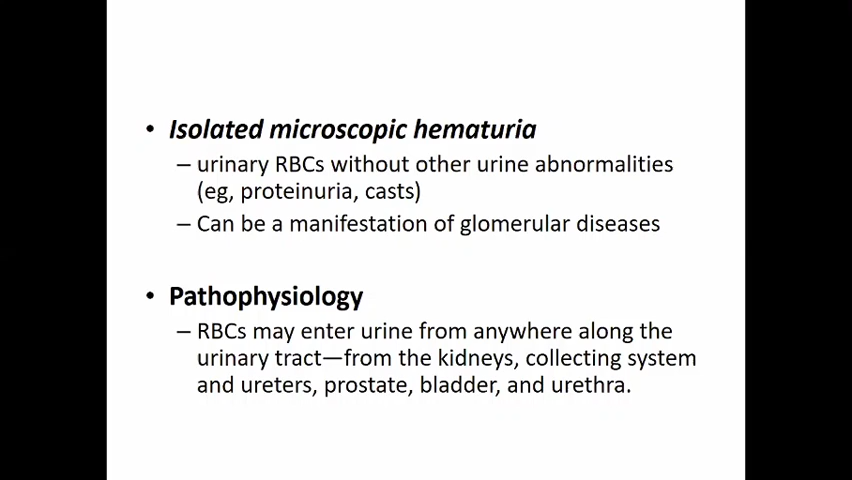 • Isolated microscopic hematuria
– urinary RBCs without other urine abnormalities
(eg, proteinuria, casts)
– Can be a manifestation of glomerular diseases
• Pathophysiology
– RBCs may enter urine from anywhere along the
urinary tract—from the kidneys, collecting system
and ureters, prostate, bladder, and urethra.